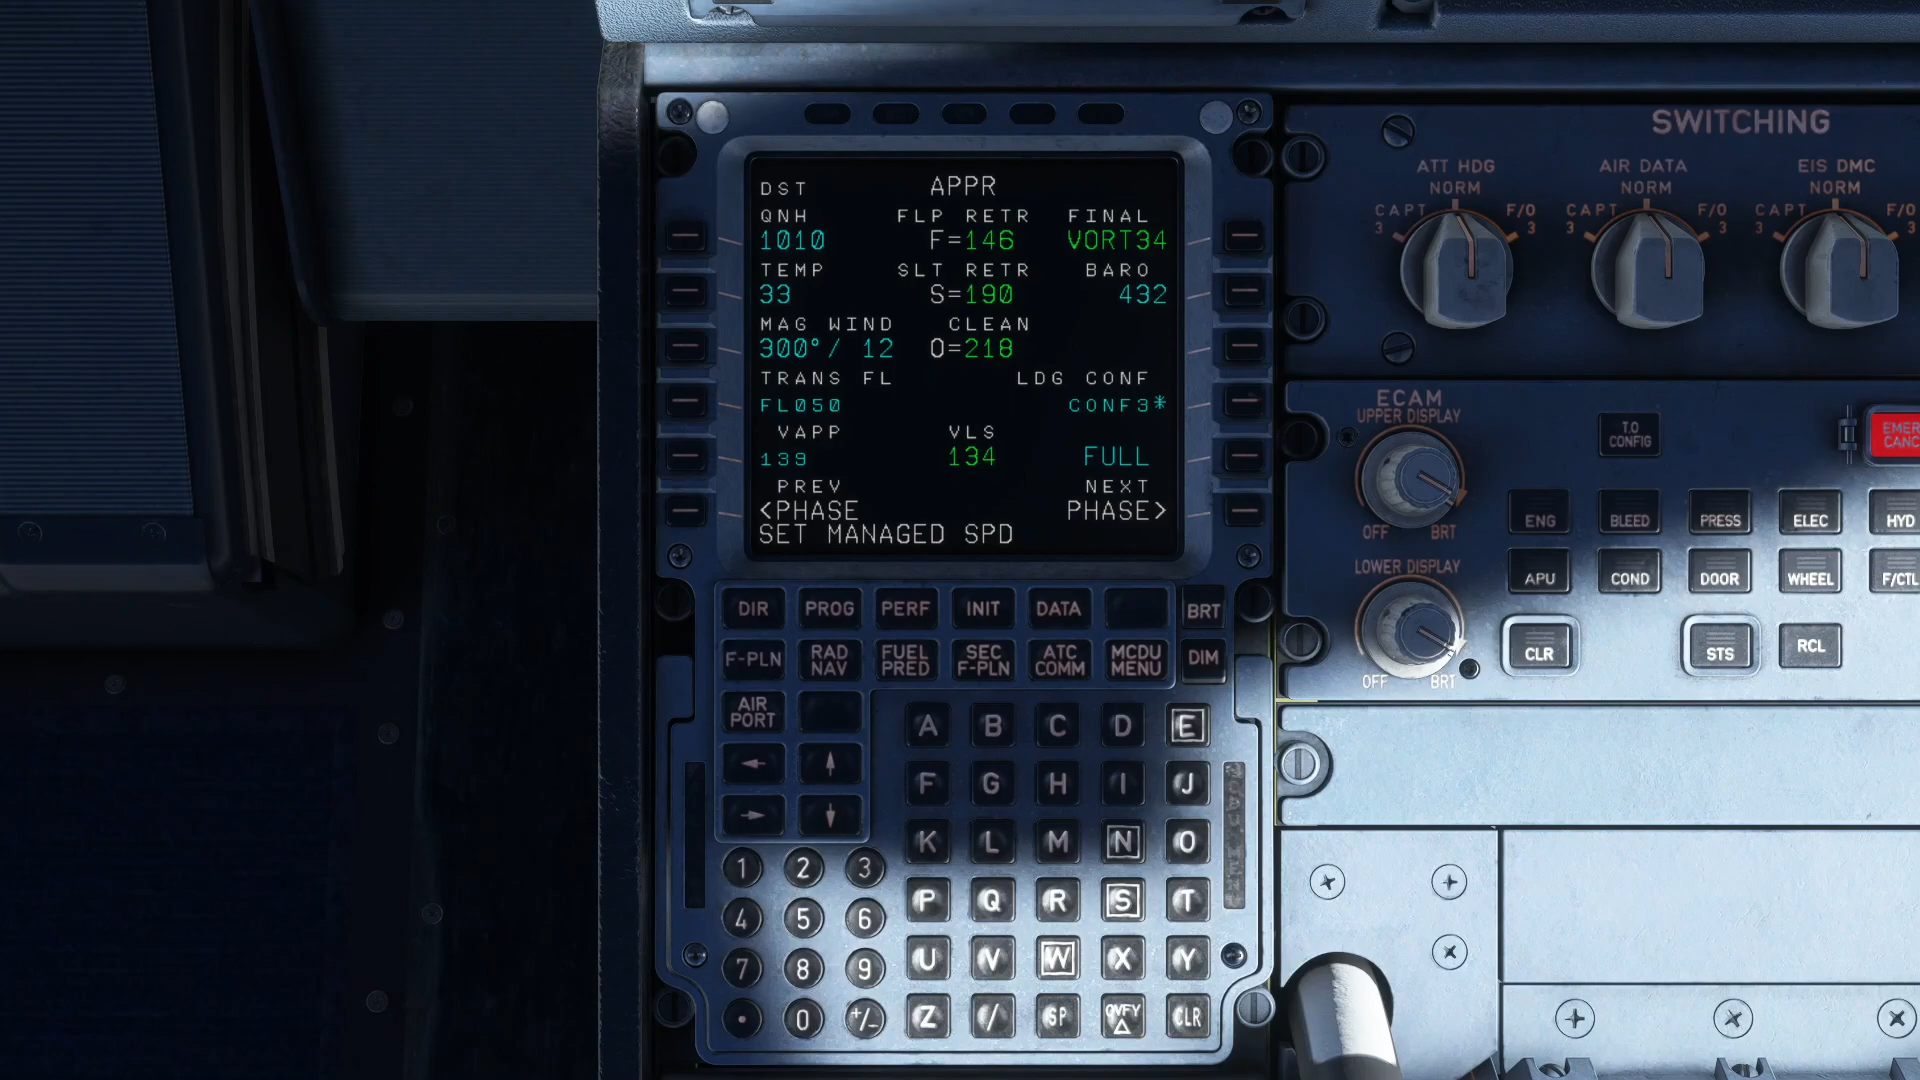 DST APPR
QNH FLP RETR FINAL
1010 F=146 VORT34
TEMP SLT RETR BARO
33 S=190 432
MAG WIND CLEAN
300°/ 12 O=218
TRANS FL LDG CONF
FL050 CONF3*
VAPP VLS
139 134 FULL
PREV NEXT
<PHASE PHASE>
SET MANAGED SPD
DIR PROG PERF INIT DATA BRT
F-PLN RAD NAV FUEL PRED SEC F-PLN ATC COMM MCDU MENU DIM
AIR PORT
← ↑
→ ↓
A B C D E
F G H I J
K L M N O
P Q R S T
U V W X Y
Z / SP OVFY Δ CLR
1 2 3
4 5 6
7 8 9
. 0 +/-
SWITCHING
ATT HDG AIR DATA EIS DMC
NORM NORM NORM
CAPT 3 F/O 3 CAPT 3 F/O 3 CAPT 3 F/O 3
ECAM
UPPER DISPLAY
OFF BRT
LOWER DISPLAY
OFF BRT
T.O CONFIG
EMER CANC
ENG BLEED PRESS ELEC HYD
APU COND DOOR WHEEL F/CTL
CLR STS RCL